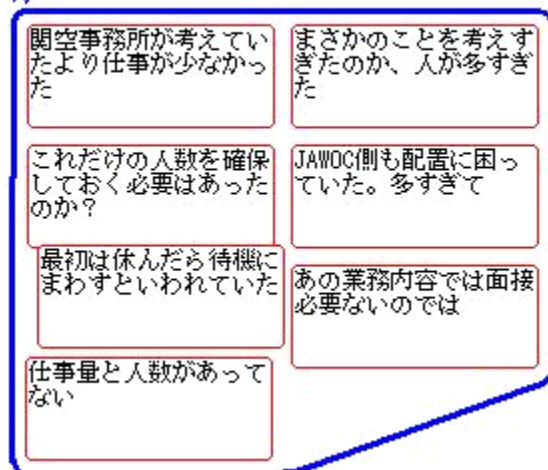 関空事務所が考えてい
たより仕事が少なかっ
た
まさかのことを考えす
ぎたのか、人が多すぎ
た
これだけの人数を確保
しておく必要はあった
のか？
JAWOC側も配置に困っ
ていた。多すぎて
最初は休んだら待機に
まわすといわれていた
あの業務内容では面接
必要ないのでは
仕事量と人数があって
ない